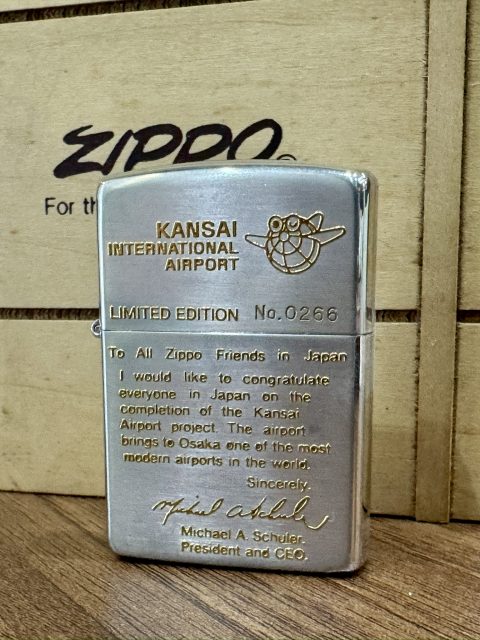 ZIPPO
For th
KANSAI
INTERNATIONAL
AIRPORT
LIMITED EDITION No.0266
To All Zippo Friends in Japan
I would like to congratulate
everyone in Japan on the
completion of the Kansai
Airport project. The airport
brings to Osaka one of the most
modern airports in the world.
Sincerely,
Michael A Schuler
Michael A. Schuler.
President and CEO.